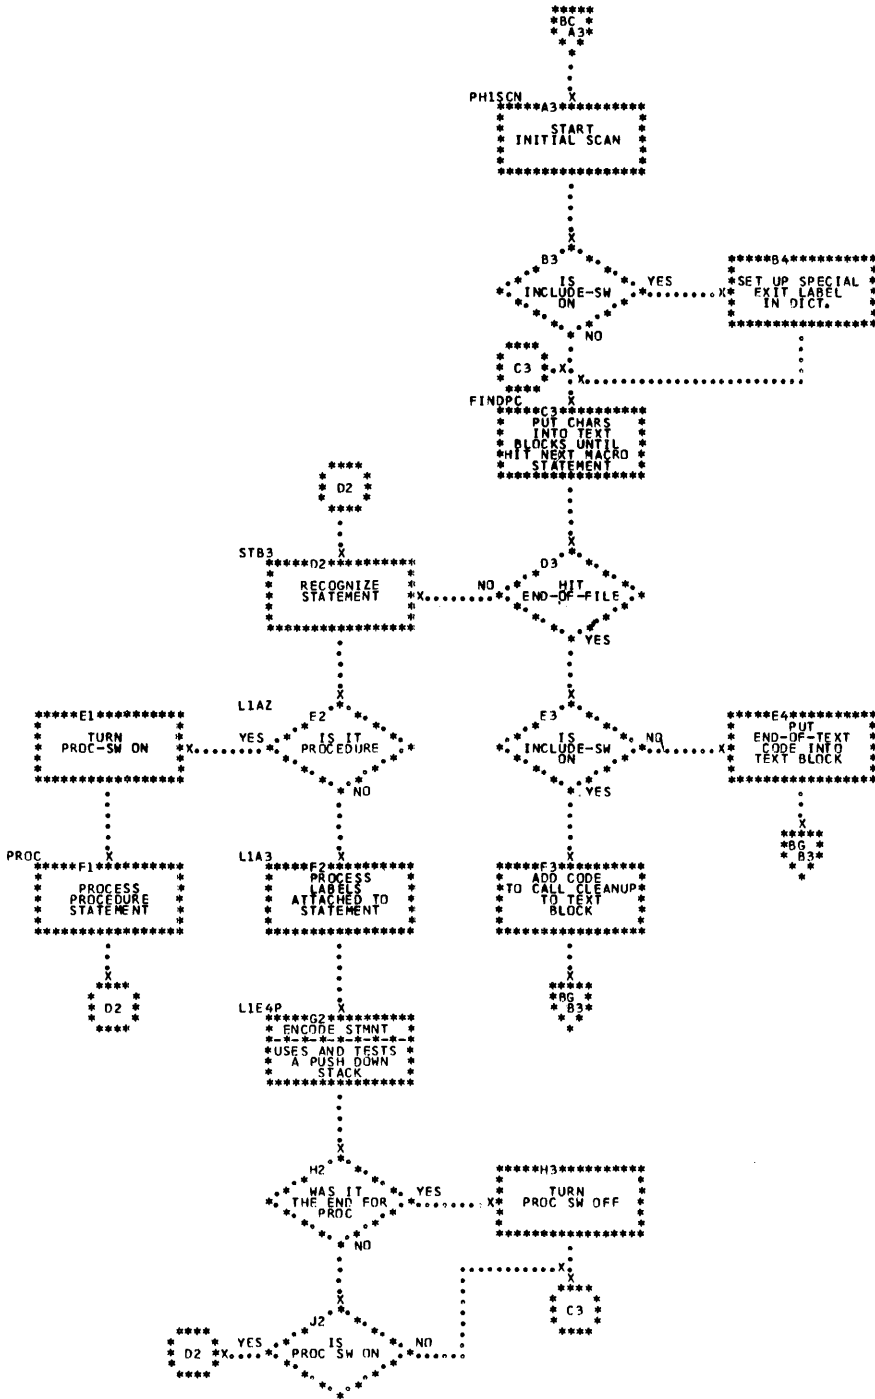 BC
A3
PH1SCN
A3
START
INITIAL SCAN
B3
IS
INCLUDE-SW
ON
YES
NO
B4
SET UP SPECIAL
EXIT LABEL
IN DICT.
C3
FINDPC
C3
PUT CHARS
INTO TEXT
BLOCKS UNTIL
HIT NEXT MACRO
STATEMENT
D2
STB3
D2
RECOGNIZE
STATEMENT
NO
D3
HIT
END-OF-FILE
YES
E1
TURN
PROC-SW ON
YES
L1AZ
E2
IS IT
PROCEDURE
NO
E3
IS
INCLUDE-SW
ON
NO
YES
E4
PUT
END-OF-TEXT
CODE INTO
TEXT BLOCK
BG
B3
PROC
F1
PROCESS
PROCEDURE
STATEMENT
L1A3
F2
PROCESS
LABELS
ATTACHED TO
STATEMENT
F3
ADD CODE
TO CALL CLEANUP
TO TEXT
BLOCK
D2
BG
B3
L1E4P
G2
ENCODE STMNT
USES AND TESTS
A PUSH DOWN
STACK
H2
WAS IT
THE END FOR
PROC
YES
NO
H3
TURN
PROC SW OFF
C3
D2
YES
J2
IS
PROC SW ON
NO